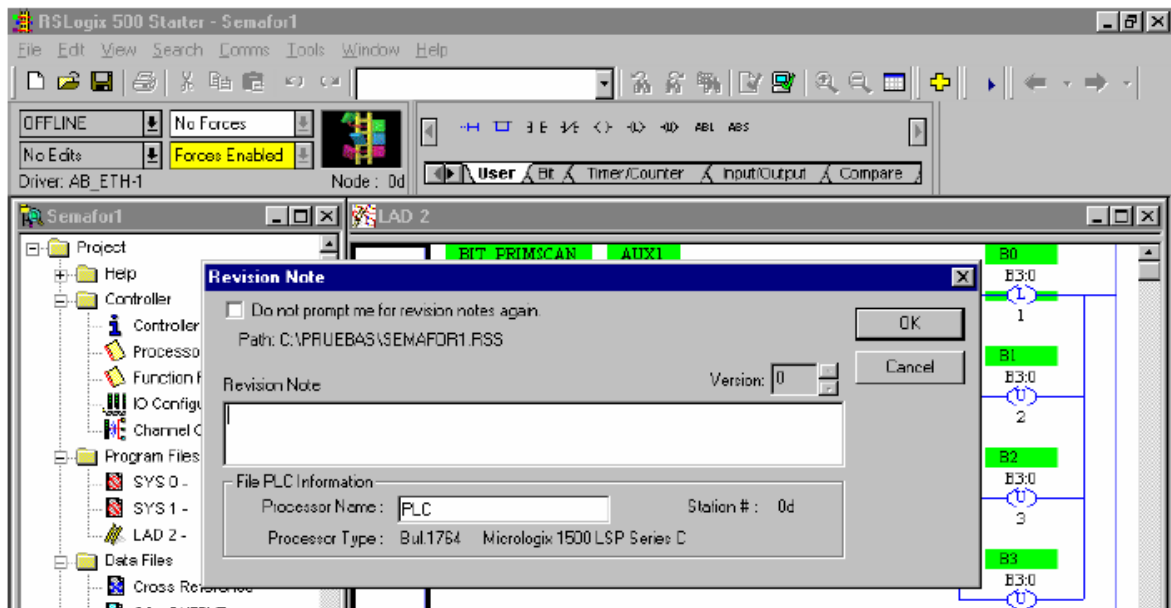 RSLogix 500 Starter - Semafor1
File Edit View Search Comms Tools Window Help
OFFLINE No Forces
No Edits Forces Enabled
Driver: AB_ETH-1 Node : 0d
ABL ABS
User Bit Timer/Counter Input/Output Compare
Semafor1
Project
Help
Controller
Controller
Processo
Function F
IO Configu
Channel C
Program Files
SYS 0 -
SYS 1 -
LAD 2 -
Data Files
Cross Reference
LAD 2
BIT_PRIMSCAN AUX1 B0
B3:0
L
1
B1
B3:0
U
2
B2
B3:0
U
3
B3
B3:0
U
Revision Note
Do not prompt me for revision notes again.
Path: C:\PRUEBAS\SEMAFOR1.RSS
OK
Cancel
Revision Note Version: 0
File PLC Information
Processor Name : PLC Station # : 0d
Processor Type : Bul.1764 Micrologix 1500 LSP Series C